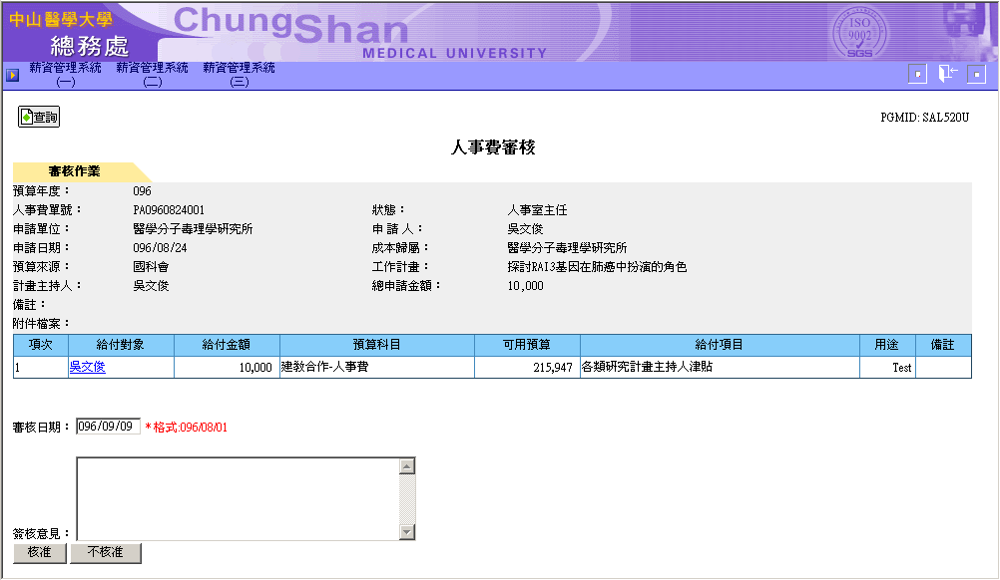 中山醫學大學
總務處
ChungShan
MEDICAL UNIVERSITY
ISO
9002
SGS
薪資管理系統 薪資管理系統 薪資管理系統
(一) (二) (三)
查詢
PGMID: SAL520U
人事費審核
審核作業
預算年度： 096
人事費單號： PA0960824001 狀態： 人事室主任
申請單位： 醫學分子毒理學研究所 申 請 人： 吳文俊
申請日期： 096/08/24 成本歸屬： 醫學分子毒理學研究所
預算來源： 國科會 工作計畫： 探討RAI3基因在肺癌中扮演的角色
計畫主持人： 吳文俊 總申請金額： 10,000
備註：
附件檔案：
項次 給付對象 給付金額 預算科目 可用預算 給付項目 用途 備註
1 吳文俊 10,000 建教合作-人事費 215,947 各類研究計畫主持人津貼 Test
審核日期： 096/09/09 *格式:096/08/01
簽核意見：
核准 不核准